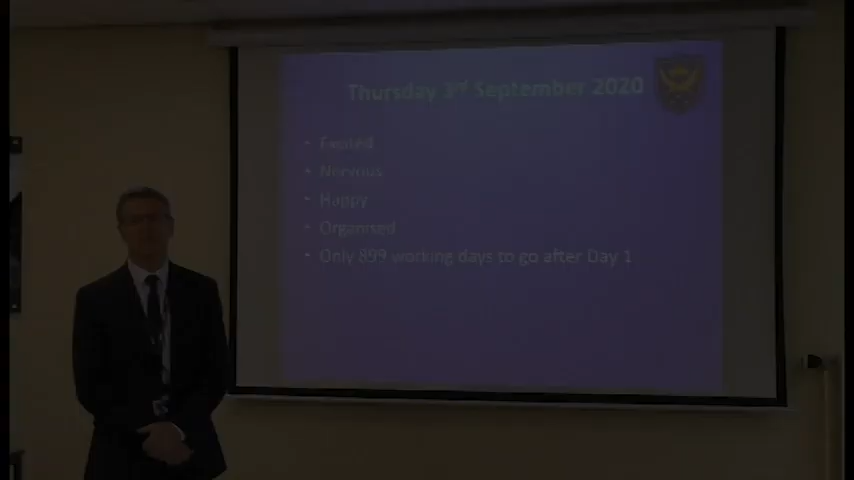 Thursday 3rd September 2020
• Excited
• Nervous
• Happy
• Organised
• Only 899 working days to go after Day 1